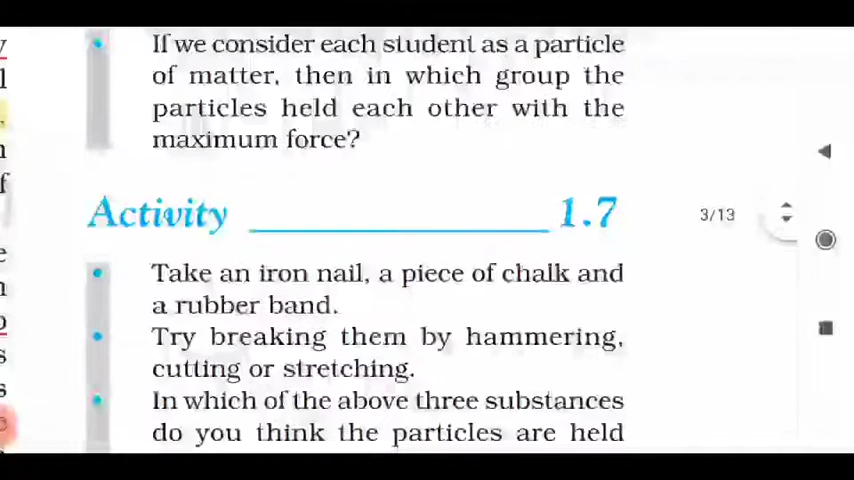 If we consider each student as a particle
of matter, then in which group the
particles held each other with the
maximum force?
Activity 1.7
3/13
Take an iron nail, a piece of chalk and
a rubber band.
Try breaking them by hammering,
cutting or stretching.
In which of the above three substances
do you think the particles are held